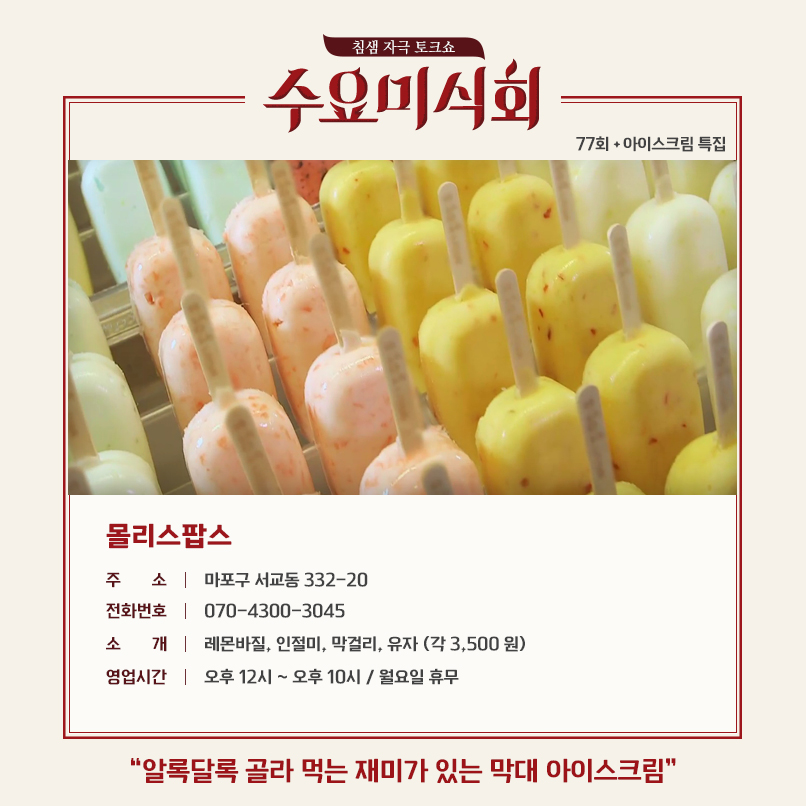 침샘 자극 토크쇼
수요미식회
77회 + 아이스크림 특집
몰리스팝스
주 소 | 마포구 서교동 332-20
전화번호 | 070-4300-3045
소 개 | 레몬바질, 인절미, 막걸리, 유자 (각 3,500 원)
영업시간 | 오후 12시 ~ 오후 10시 / 월요일 휴무
“알록달록 골라 먹는 재미가 있는 막대 아이스크림”